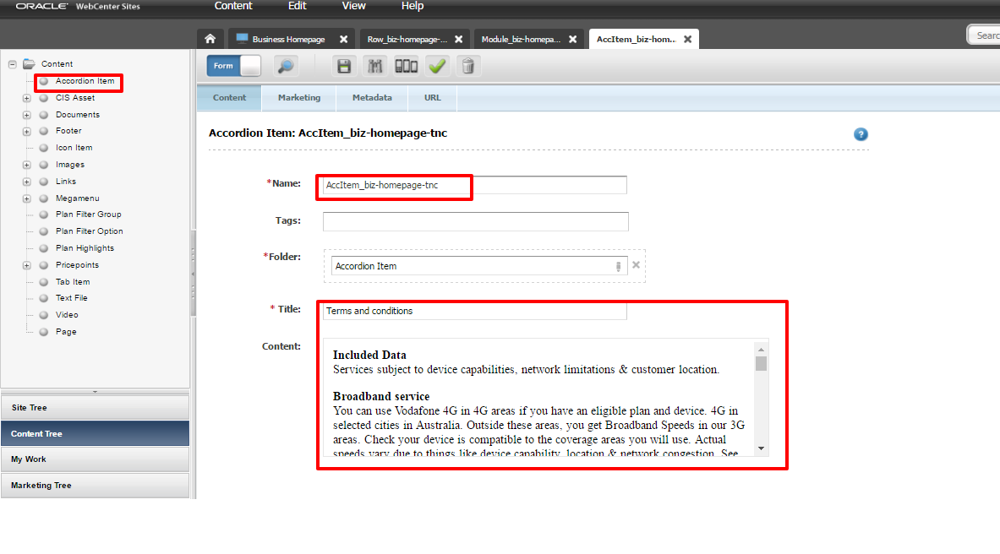 ORACLE WebCenter Sites
Content Edit View Help
Business Homepage
Row_biz-homepage-...
Module_biz-homepa...
AccItem_biz-hom...
Searc
Form
Content
Accordion Item
CIS Asset
Documents
Footer
Icon Item
Images
Links
Megamenu
Plan Filter Group
Plan Filter Option
Plan Highlights
Pricepoints
Tab Item
Text File
Video
Page
Site Tree
Content Tree
My Work
Marketing Tree
Content Marketing Metadata URL
Accordion Item: AccItem_biz-homepage-tnc
?
*Name: AccItem_biz-homepage-tnc
Tags:
*Folder: Accordion Item
* Title: Terms and conditions
Content:
Included Data
Services subject to device capabilities, network limitations & customer location.
Broadband service
You can use Vodafone 4G in 4G areas if you have an eligible plan and device. 4G in
selected cities in Australia. Outside these areas, you get Broadband Speeds in our 3G
areas. Check your device is compatible to the coverage areas you will use. Actual
speeds vary due to things like device capability, location & network congestion. See